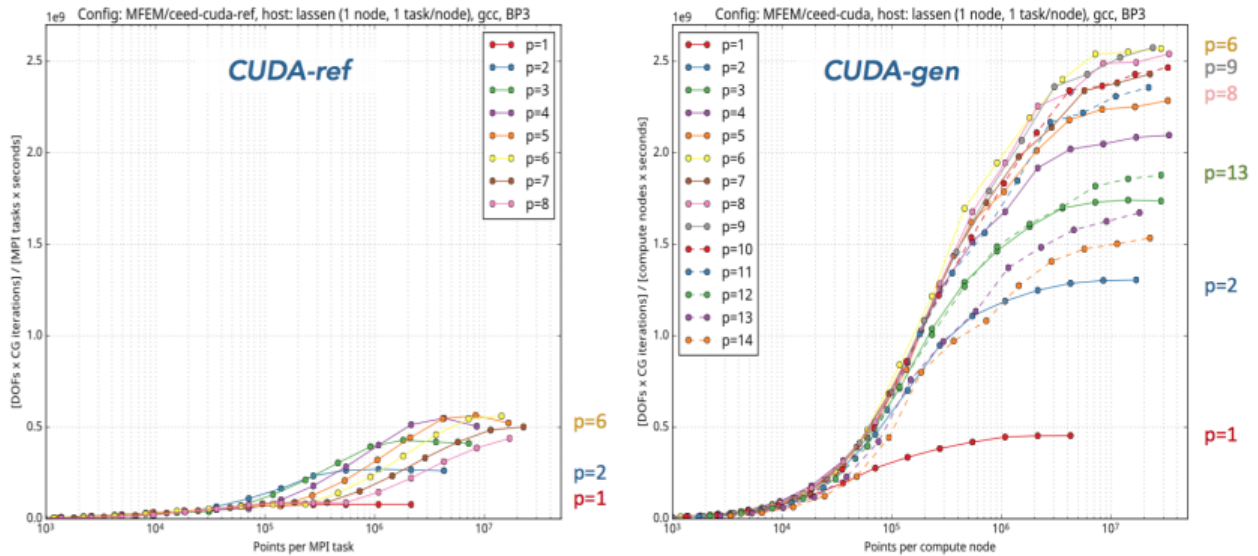 Config: MFEM/ceed-cuda-ref, host: lassen (1 node, 1 task/node), gcc, BP3
1e9
CUDA-ref
p=1
p=2
p=3
p=4
p=5
p=6
p=7
p=8
[DOFs x CG iterations] / [MPI tasks x seconds]
2.5
2.0
1.5
1.0
0.5
0.0
10³
10⁴
10⁵
10⁶
10⁷
Points per MPI task
p=6
p=2
p=1
Config: MFEM/ceed-cuda, host: lassen (1 node, 1 task/node), gcc, BP3
1e9
CUDA-gen
p=1
p=2
p=3
p=4
p=5
p=6
p=7
p=8
p=9
p=10
p=11
p=12
p=13
p=14
[DOFs x CG iterations] / [compute nodes x seconds]
2.5
2.0
1.5
1.0
0.5
0.0
10³
10⁴
10⁵
10⁶
10⁷
Points per compute node
p=6
p=9
p=8
p=13
p=2
p=1